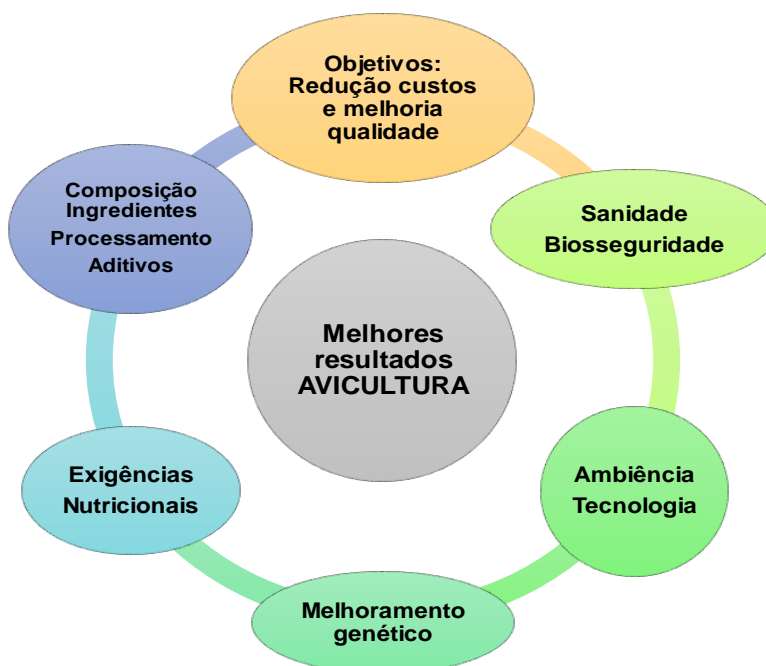 Objetivos:
Redução custos
e melhoria
qualidade
Sanidade
Biosseguridade
Ambiência
Tecnologia
Melhoramento
genético
Exigências
Nutricionais
Composição
Ingredientes
Processamento
Aditivos
Melhores
resultados
AVICULTURA